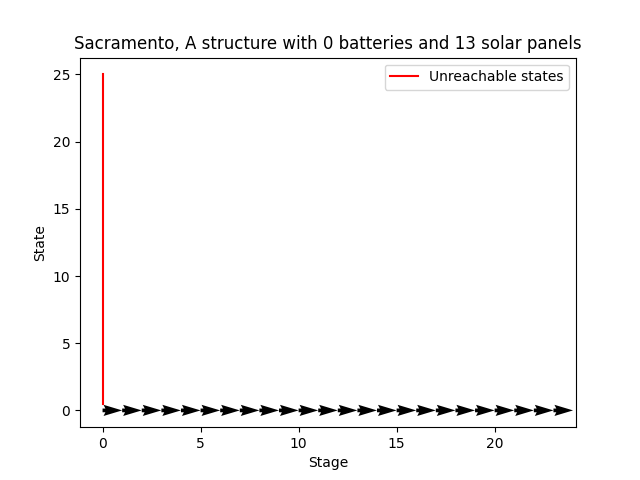 Sacramento, A structure with 0 batteries and 13 solar panels
Unreachable states
25
20
15
10
5
0
State
0 5 10 15 20
Stage